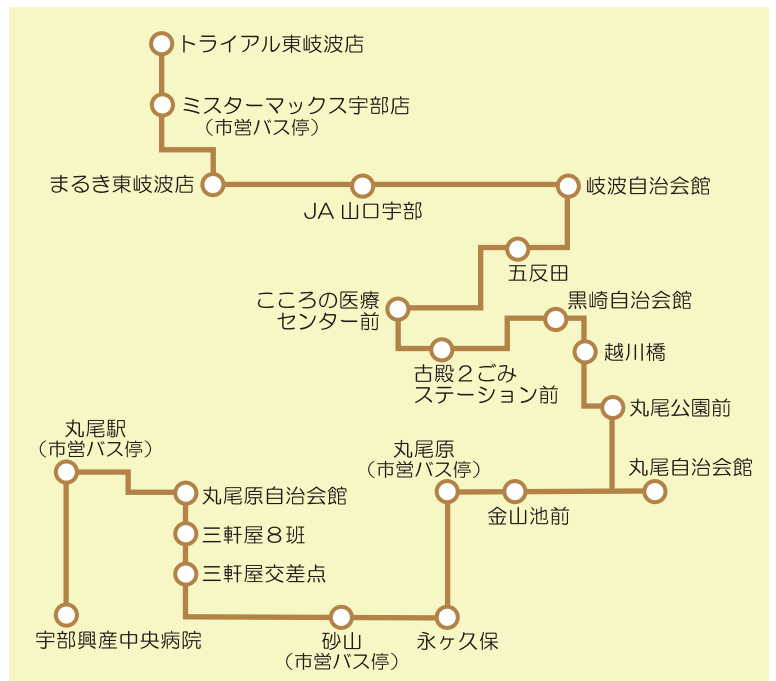 トライアル東岐波店
ミスターマックス宇部店
（市営バス停）
まるき東岐波店
JA 山口宇部
岐波自治会館
五反田
こころの医療
センター前
黒崎自治会館
古殿２ごみ
ステーション前
越川橋
丸尾公園前
丸尾駅
（市営バス停）
丸尾原
（市営バス停）
丸尾自治会館
丸尾原自治会館
金山池前
三軒屋８班
三軒屋交差点
宇部興産中央病院
砂山
（市営バス停）
永ヶ久保